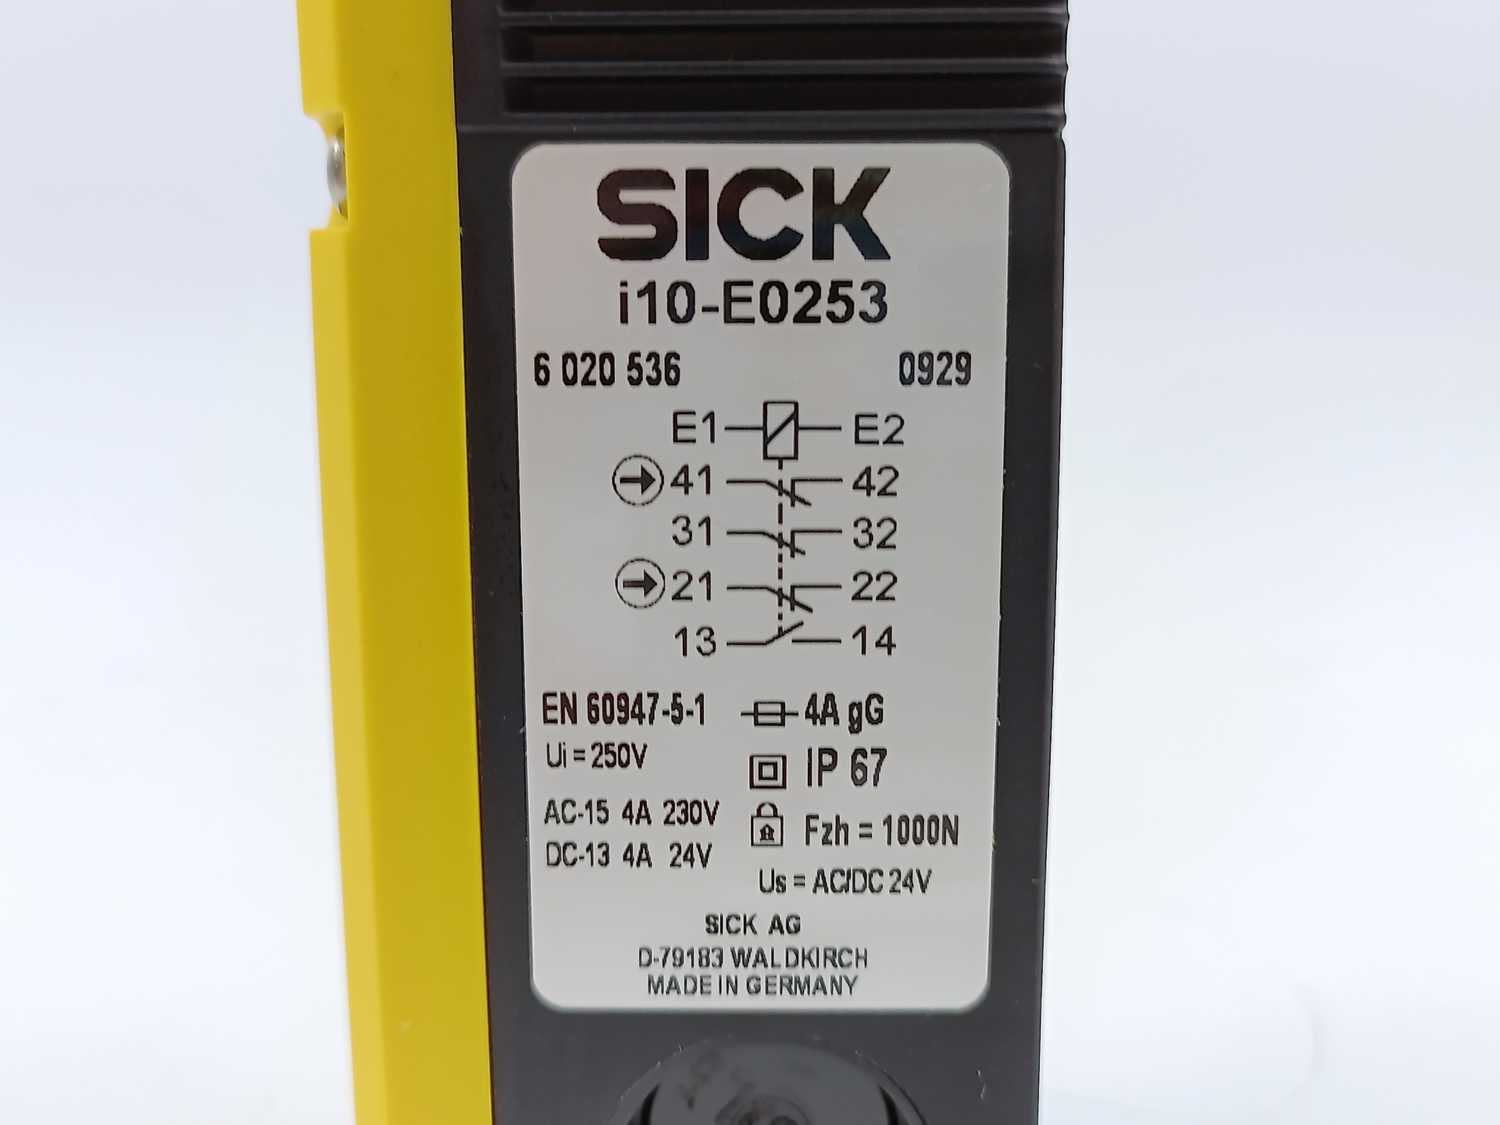 SICK
i10-E0253
6 020 536 0929
E1 E2
41 42
31 32
21 22
13 14
EN 60947-5-1 4A gG
Ui = 250V IP 67
AC-15 4A 230V Fzh = 1000N
DC-13 4A 24V
Us = AC/DC 24V
SICK AG
D-79183 WALDKIRCH
MADE IN GERMANY